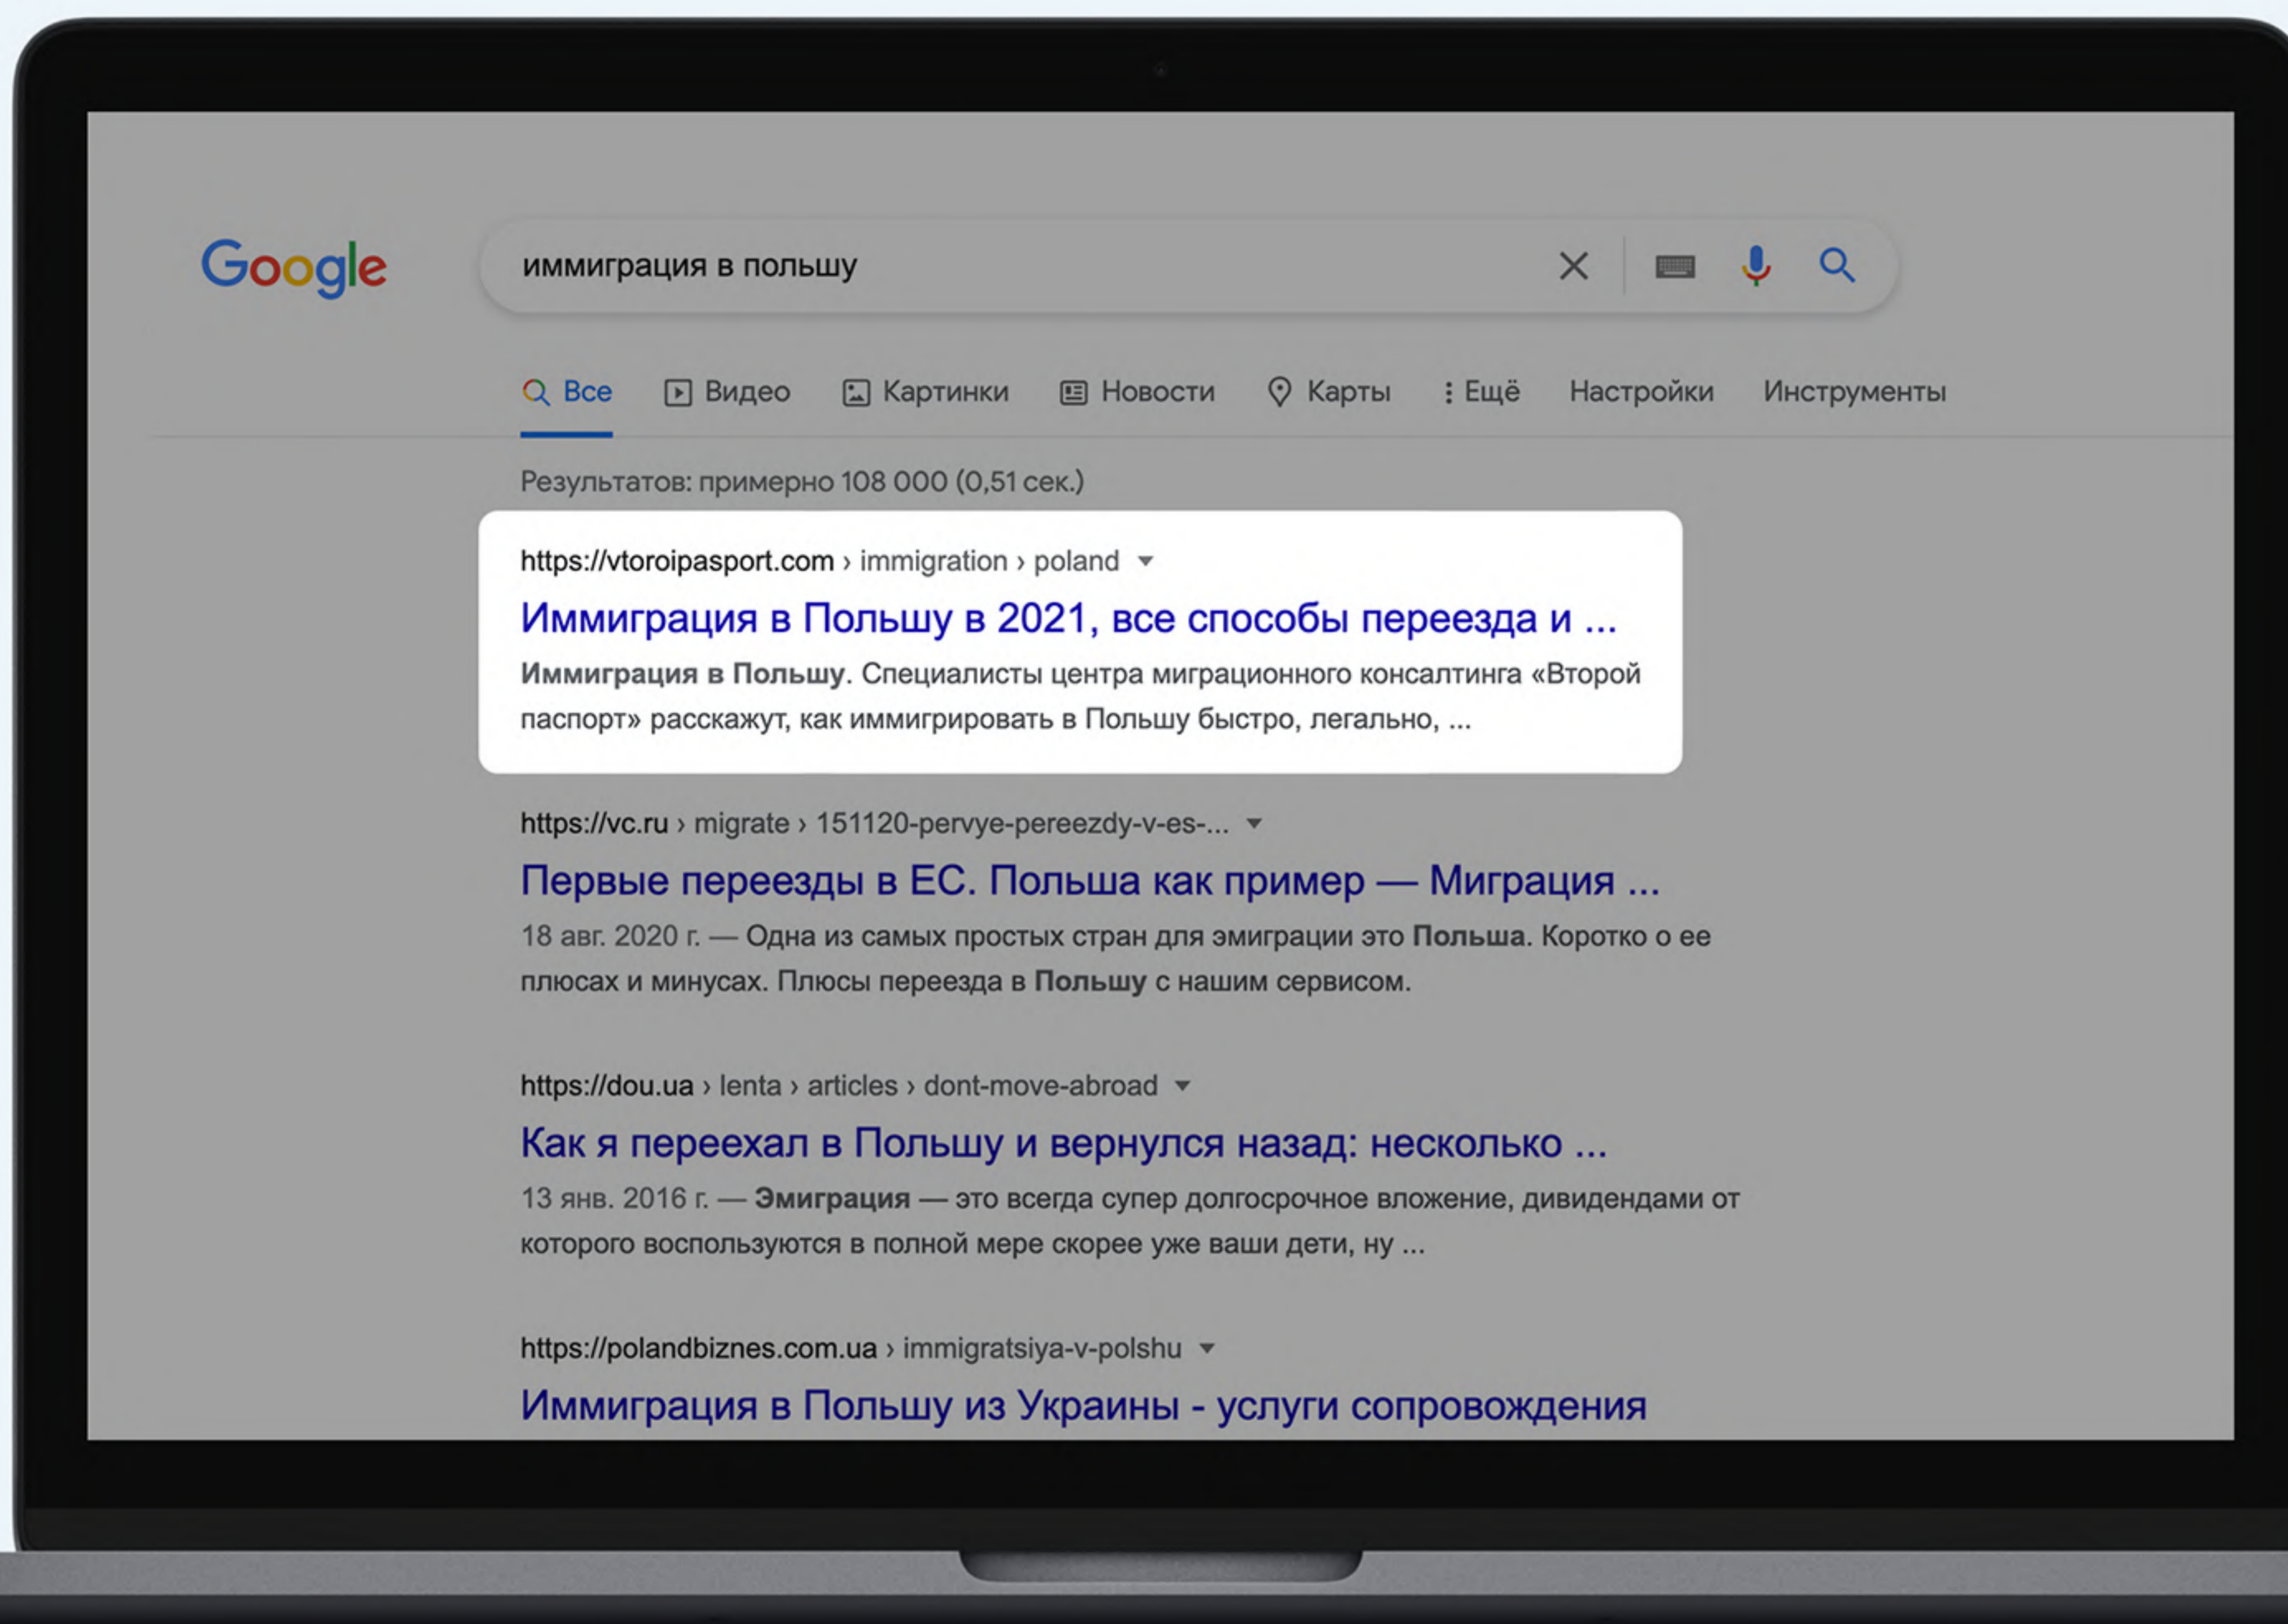 Google
иммиграция в польшу
Все Видео Картинки Новости Карты Ещё Настройки Инструменты
Результатов: примерно 108 000 (0,51 сек.)
https://vtoroipasport.com › immigration › poland
Иммиграция в Польшу в 2021, все способы переезда и ...
Иммиграция в Польшу. Специалисты центра миграционного консалтинга «Второй
паспорт» расскажут, как иммигрировать в Польшу быстро, легально, ...
https://vc.ru › migrate › 151120-pervye-pereezdy-v-es-...
Первые переезды в ЕС. Польша как пример — Миграция ...
18 авг. 2020 г. — Одна из самых простых стран для эмиграции это Польша. Коротко о ее
плюсах и минусах. Плюсы переезда в Польшу с нашим сервисом.
https://dou.ua › lenta › articles › dont-move-abroad
Как я переехал в Польшу и вернулся назад: несколько ...
13 янв. 2016 г. — Эмиграция — это всегда супер долгосрочное вложение, дивидендами от
которого воспользуются в полной мере скорее уже ваши дети, ну ...
https://polandbiznes.com.ua › immigratsiya-v-polshu
Иммиграция в Польшу из Украины - услуги сопровождения